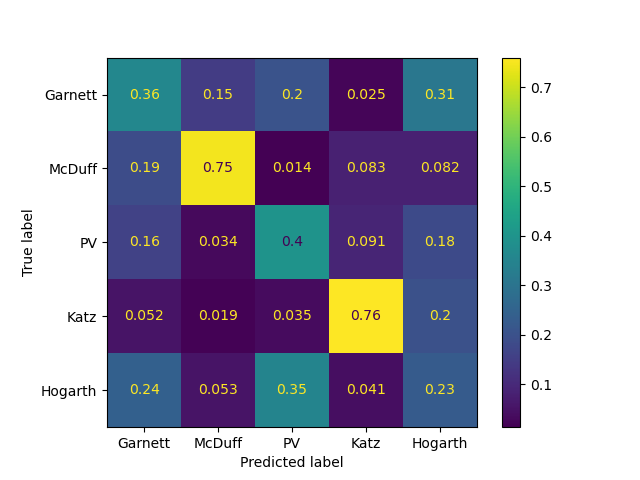 Garnett 0.36 0.15 0.2 0.025 0.31
McDuff 0.19 0.75 0.014 0.083 0.082
PV 0.16 0.034 0.4 0.091 0.18
Katz 0.052 0.019 0.035 0.76 0.2
Hogarth 0.24 0.053 0.35 0.041 0.23
Garnett McDuff PV Katz Hogarth
Predicted label
True label
0.7
0.6
0.5
0.4
0.3
0.2
0.1